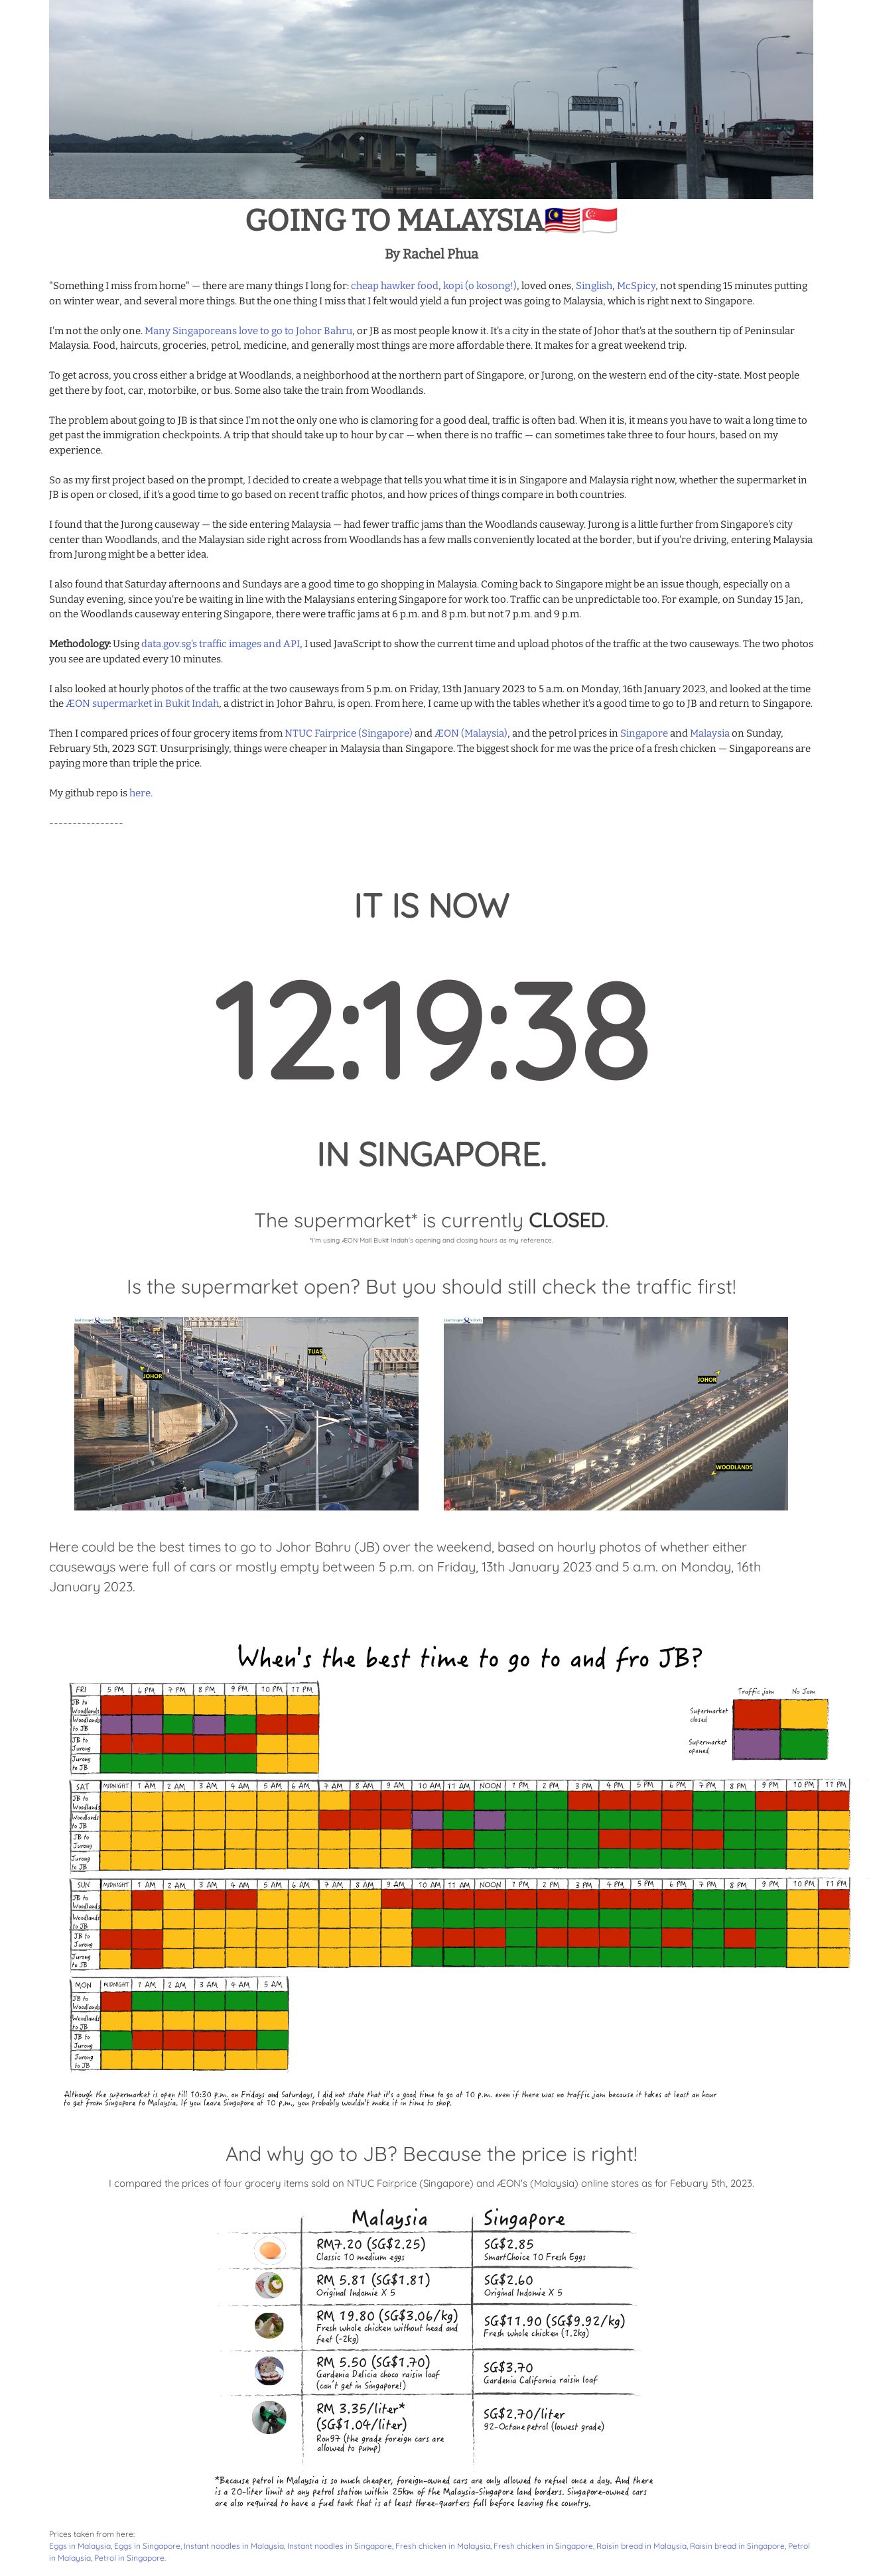 GOING TO MALAYSIA🇲🇾🇸🇬
By Rachel Phua
"Something I miss from home" — there are many things I long for: cheap hawker food, kopi (o kosong!), loved ones, Singlish, McSpicy, not spending 15 minutes putting
on winter wear, and several more things. But the one thing I miss that I felt would yield a fun project was going to Malaysia, which is right next to Singapore.
I'm not the only one. Many Singaporeans love to go to Johor Bahru, or JB as most people know it. It's a city in the state of Johor that's at the southern tip of Peninsular
Malaysia. Food, haircuts, groceries, petrol, medicine, and generally most things are more affordable there. It makes for a great weekend trip.
To get across, you cross either a bridge at Woodlands, a neighborhood at the northern part of Singapore, or Jurong, on the western end of the city-state. Most people
get there by foot, car, motorbike, or bus. Some also take the train from Woodlands.
The problem about going to JB is that since I'm not the only one who is clamoring for a good deal, traffic is often bad. When it is, it means you have to wait a long time to
get past the immigration checkpoints. A trip that should take up to hour by car — when there is no traffic — can sometimes take three to four hours, based on my
experience.
So as my first project based on the prompt, I decided to create a webpage that tells you what time it is in Singapore and Malaysia right now, whether the supermarket in
JB is open or closed, if it's a good time to go based on recent traffic photos, and how prices of things compare in both countries.
I found that the Jurong causeway — the side entering Malaysia — had fewer traffic jams than the Woodlands causeway. Jurong is a little further from Singapore's city
center than Woodlands, and the Malaysian side right across from Woodlands has a few malls conveniently located at the border, but if you're driving, entering Malaysia
from Jurong might be a better idea.
I also found that Saturday afternoons and Sundays are a good time to go shopping in Malaysia. Coming back to Singapore might be an issue though, especially on a
Sunday evening, since you're be waiting in line with the Malaysians entering Singapore for work too. Traffic can be unpredictable too. For example, on Sunday 15 Jan,
on the Woodlands causeway entering Singapore, there were traffic jams at 6 p.m. and 8 p.m. but not 7 p.m. and 9 p.m.
Methodology: Using data.gov.sg's traffic images and API, I used JavaScript to show the current time and upload photos of the traffic at the two causeways. The two photos
you see are updated every 10 minutes.
I also looked at hourly photos of the traffic at the two causeways from 5 p.m. on Friday, 13th January 2023 to 5 a.m. on Monday, 16th January 2023, and looked at the time
the ÆON supermarket in Bukit Indah, a district in Johor Bahru, is open. From here, I came up with the tables whether it's a good time to go to JB and return to Singapore.
Then I compared prices of four grocery items from NTUC Fairprice (Singapore) and ÆON (Malaysia), and the petrol prices in Singapore and Malaysia on Sunday,
February 5th, 2023 SGT. Unsurprisingly, things were cheaper in Malaysia than Singapore. The biggest shock for me was the price of a fresh chicken — Singaporeans are
paying more than triple the price.
My github repo is here.
----------------
IT IS NOW
12:19:38
IN SINGAPORE.
The supermarket* is currently CLOSED.
*I'm using ÆON Mall Bukit Indah's opening and closing hours as my reference.
Is the supermarket open? But you should still check the traffic first!
JOHOR TUAS
JOHOR
WOODLANDS
Here could be the best times to go to Johor Bahru (JB) over the weekend, based on hourly photos of whether either
causeways were full of cars or mostly empty between 5 p.m. on Friday, 13th January 2023 and 5 a.m. on Monday, 16th
January 2023.
When's the best time to go to and fro JB?
Traffic jam No Jam
Supermarket closed
Supermarket opened
FRI 5 PM 6 PM 7 PM 8 PM 9 PM 10 PM 11 PM
JB to Woodlands
Woodlands to JB
JB to Jurong
Jurong to JB
SAT MIDNIGHT 1 AM 2 AM 3 AM 4 AM 5 AM 6 AM 7 AM 8 AM 9 AM 10 AM 11 AM NOON 1 PM 2 PM 3 PM 4 PM 5 PM 6 PM 7 PM 8 PM 9 PM 10 PM 11 PM
JB to Woodlands
Woodlands to JB
JB to Jurong
Jurong to JB
SUN MIDNIGHT 1 AM 2 AM 3 AM 4 AM 5 AM 6 AM 7 AM 8 AM 9 AM 10 AM 11 AM NOON 1 PM 2 PM 3 PM 4 PM 5 PM 6 PM 7 PM 8 PM 9 PM 10 PM 11 PM
JB to Woodlands
Woodlands to JB
JB to Jurong
Jurong to JB
MON MIDNIGHT 1 AM 2 AM 3 AM 4 AM 5 AM
JB to Woodlands
Woodlands to JB
JB to Jurong
Jurong to JB
Although the supermarket is open till 10:30 p.m. on Fridays and Saturdays, I did not state that it's a good time to go at 10 p.m. even if there was no traffic jam because it takes at least an hour
to get from Singapore to Malaysia. If you leave Singapore at 10 p.m., you probably wouldn't make it in time to shop.
And why go to JB? Because the price is right!
I compared the prices of four grocery items sold on NTUC Fairprice (Singapore) and ÆON's (Malaysia) online stores as for Febuary 5th, 2023.
Malaysia Singapore
RM7.20 (SG$2.25) SG$2.85
Classic 10 medium eggs SmartChoice 10 Fresh Eggs
RM 5.81 (SG$1.81) SG$2.60
Original Indomie X 5 Original Indomie X 5
RM 19.80 (SG$3.06/kg) SG$11.90 (SG$9.92/kg)
Fresh whole chicken without head and Fresh whole chicken (1.2kg)
feet (~2kg)
RM 5.50 (SG$1.70) SG$3.70
Gardenia Delicia choco raisin loaf Gardenia California raisin loaf
(can't get in Singapore!)
RM 3.35/liter* SG$2.70/liter
(SG$1.04/liter) 92-Octane petrol (lowest grade)
Ron97 (the grade foreign cars are
allowed to pump)
*Because petrol in Malaysia is so much cheaper, foreign-owned cars are only allowed to refuel once a day. And there
is a 20-liter limit at any petrol station within 25km of the Malaysia-Singapore land borders. Singapore-owned cars
are also required to have a fuel tank that is at least three-quarters full before leaving the country.
Prices taken from here:
Eggs in Malaysia, Eggs in Singapore, Instant noodles in Malaysia, Instant noodles in Singapore, Fresh chicken in Malaysia, Fresh chicken in Singapore, Raisin bread in Malaysia, Raisin bread in Singapore, Petrol
in Malaysia, Petrol in Singapore.